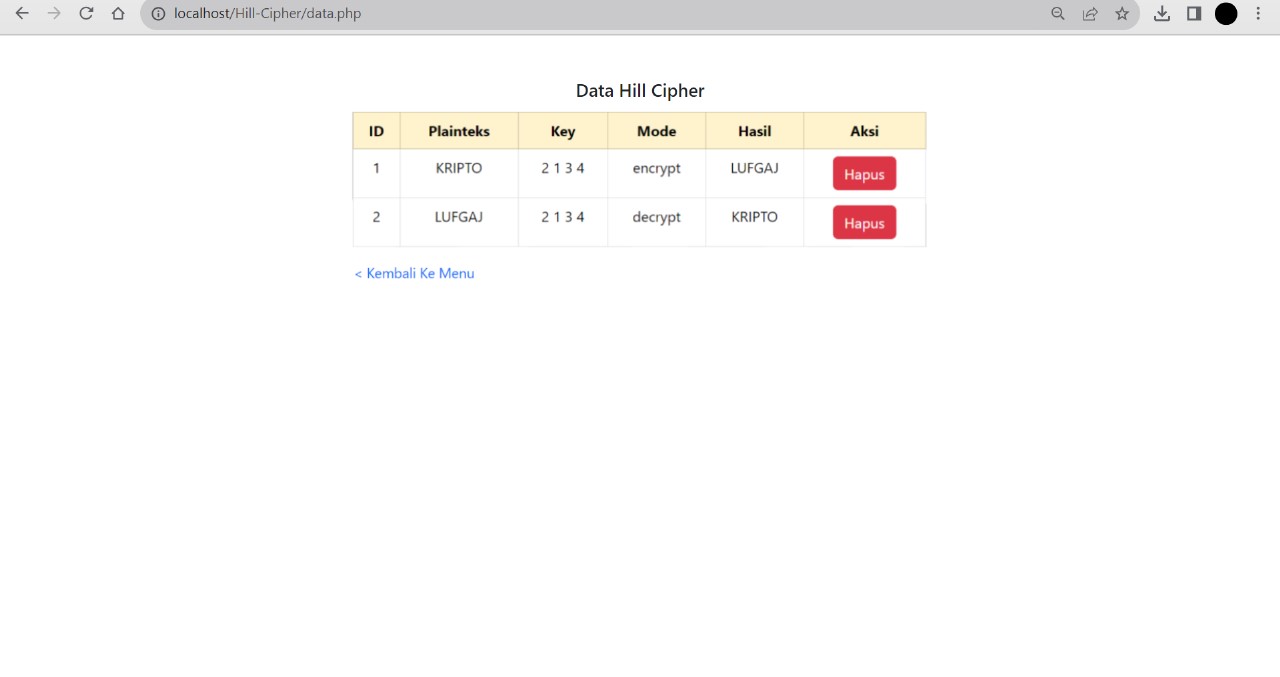 localhost/Hill-Cipher/data.php
Data Hill Cipher
ID Plainteks Key Mode Hasil Aksi
1 KRIPTO 2 1 3 4 encrypt LUFGAJ Hapus
2 LUFGAJ 2 1 3 4 decrypt KRIPTO Hapus
< Kembali Ke Menu